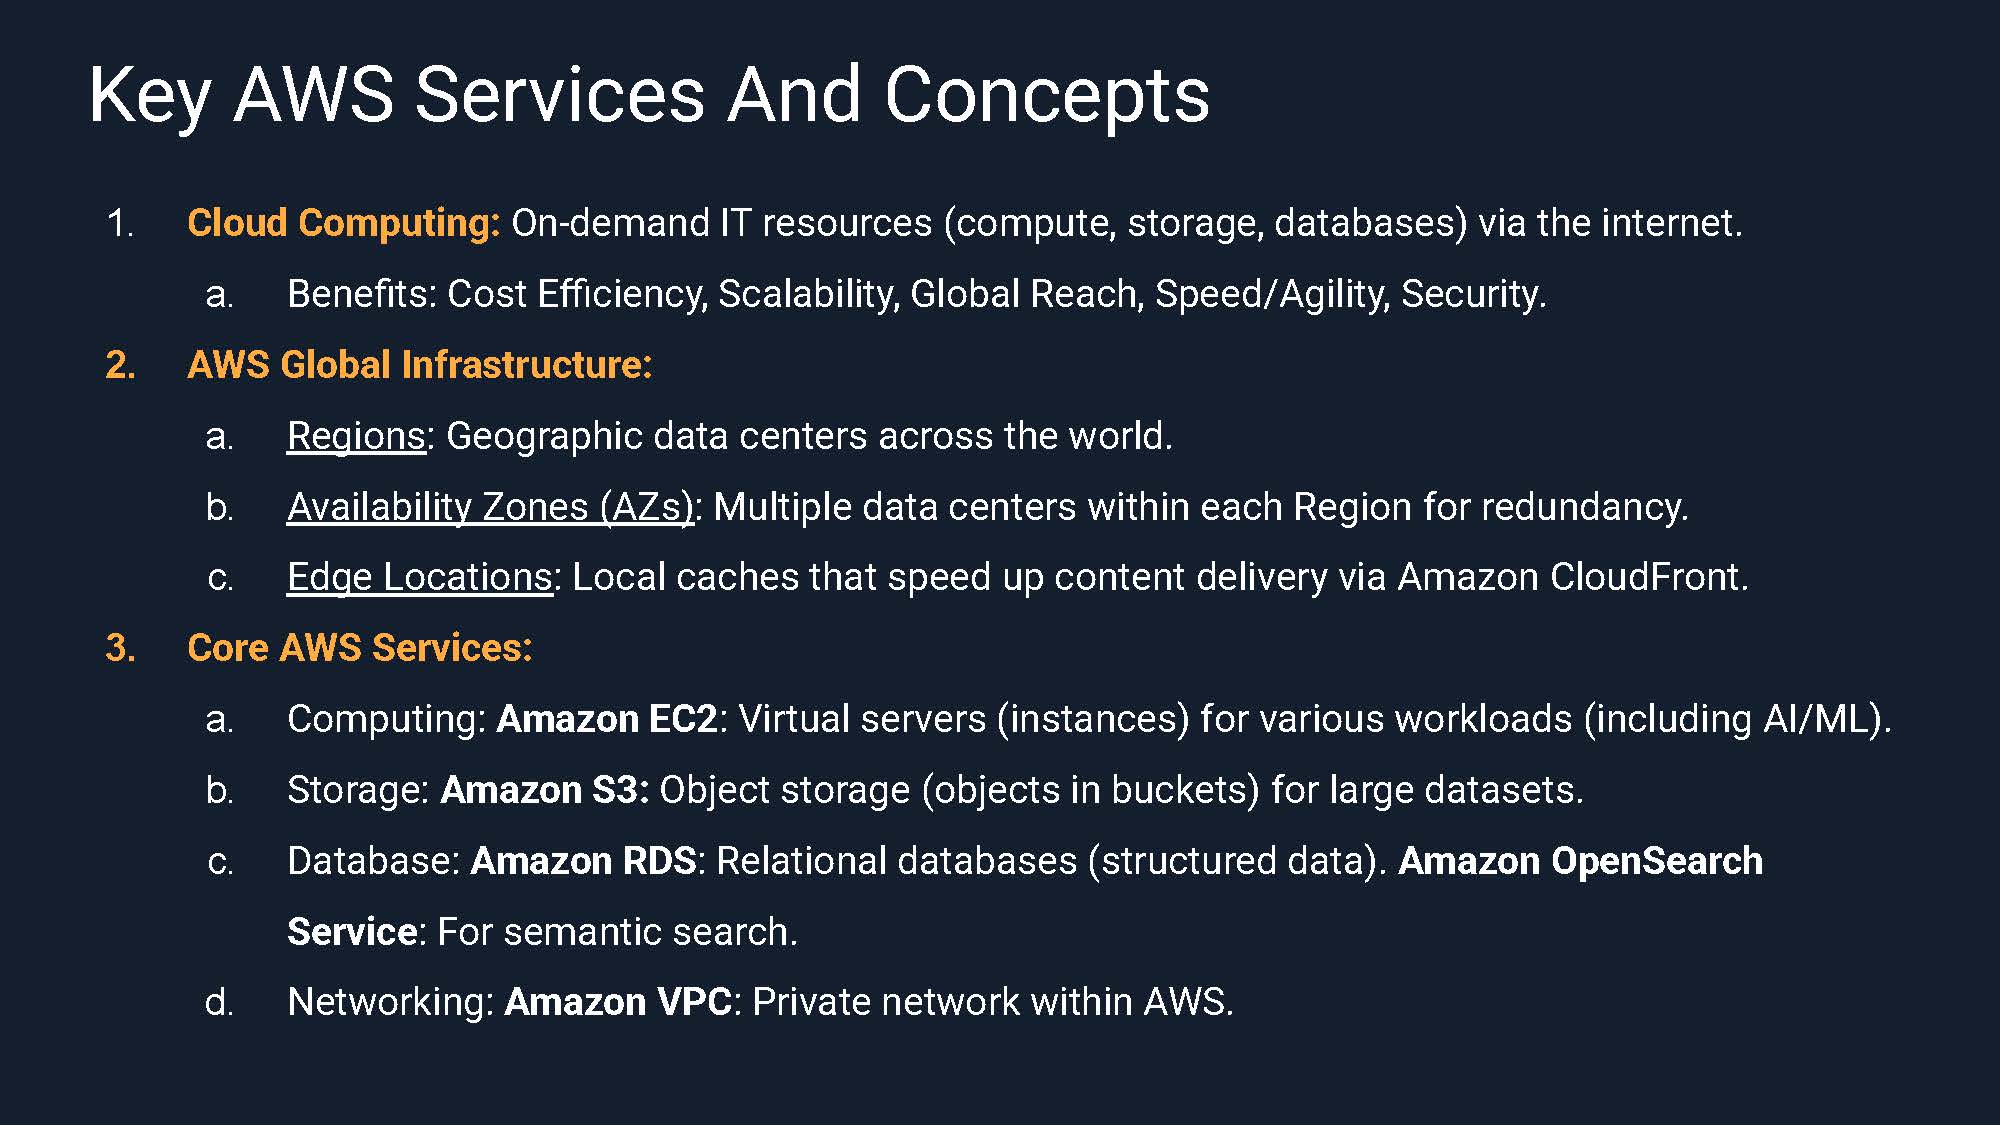 Key AWS Services And Concepts
1. Cloud Computing: On-demand IT resources (compute, storage, databases) via the internet.
a. Benefits: Cost Efficiency, Scalability, Global Reach, Speed/Agility, Security.
2. AWS Global Infrastructure:
a. Regions: Geographic data centers across the world.
b. Availability Zones (AZs): Multiple data centers within each Region for redundancy.
c. Edge Locations: Local caches that speed up content delivery via Amazon CloudFront.
3. Core AWS Services:
a. Computing: Amazon EC2: Virtual servers (instances) for various workloads (including AI/ML).
b. Storage: Amazon S3: Object storage (objects in buckets) for large datasets.
c. Database: Amazon RDS: Relational databases (structured data). Amazon OpenSearch
Service: For semantic search.
d. Networking: Amazon VPC: Private network within AWS.